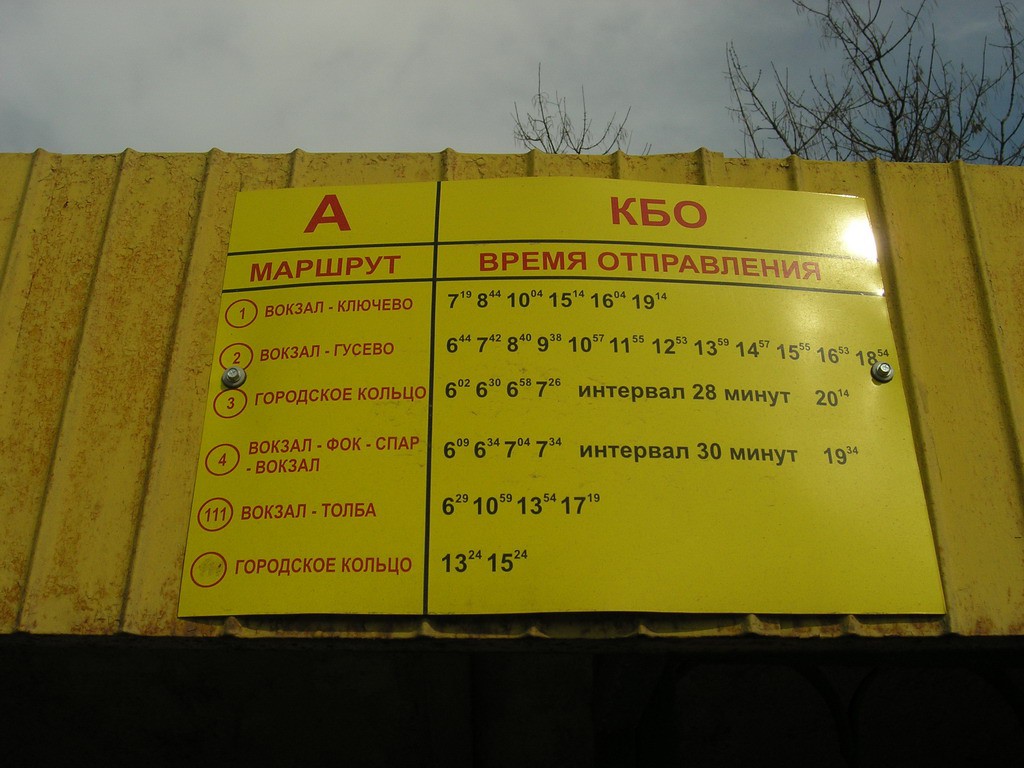 А КБО
МАРШРУТ ВРЕМЯ ОТПРАВЛЕНИЯ
1 ВОКЗАЛ - КЛЮЧЕВО 7¹⁹ 8⁴⁴ 10⁰⁴ 15¹⁴ 16⁰⁴ 19¹⁴
2 ВОКЗАЛ - ГУСЕВО 6⁴⁴ 7⁴² 8⁴⁰ 9³⁸ 10⁵⁷ 11⁵⁵ 12⁵³ 13⁵⁹ 14⁵⁷ 15⁵⁵ 16⁵³ 18⁵⁴
3 ГОРОДСКОЕ КОЛЬЦО 6⁰² 6³⁰ 6⁵⁸ 7²⁶ интервал 28 минут 20¹⁴
4 ВОКЗАЛ - ФОК - СПАР
- ВОКЗАЛ 6⁰⁹ 6³⁴ 7⁰⁴ 7³⁴ интервал 30 минут 19³⁴
111 ВОКЗАЛ - ТОЛБА 6²⁹ 10⁵⁹ 13⁵⁴ 17¹⁹
ГОРОДСКОЕ КОЛЬЦО 13²⁴ 15²⁴